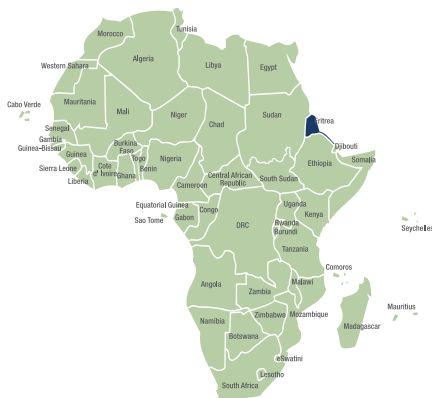 Tunisia
Morocco
Algeria
Libya
Egypt
Western Sahara
Cabo Verde
Mauritania
Mali
Niger
Chad
Sudan
Eritrea
Senegal
Gambia
Guinea-Bissau
Guinea
Burkina
Faso
Djibouti
Sierra Leone
Liberia
Cote
d' Ivoire
Ghana
Togo
Benin
Nigeria
Ethiopia
Somalia
Cameroon
Central African
Republic
South Sudan
Equatorial Guinea
Sao Tome
Gabon
Congo
DRC
Uganda
Kenya
Rwanda
Burundi
Seychelles
Tanzania
Comoros
Angola
Zambia
Malawi
Mozambique
Mauritius
Zimbabwe
Madagascar
Namibia
Botswana
eSwatini
Lesotho
South Africa